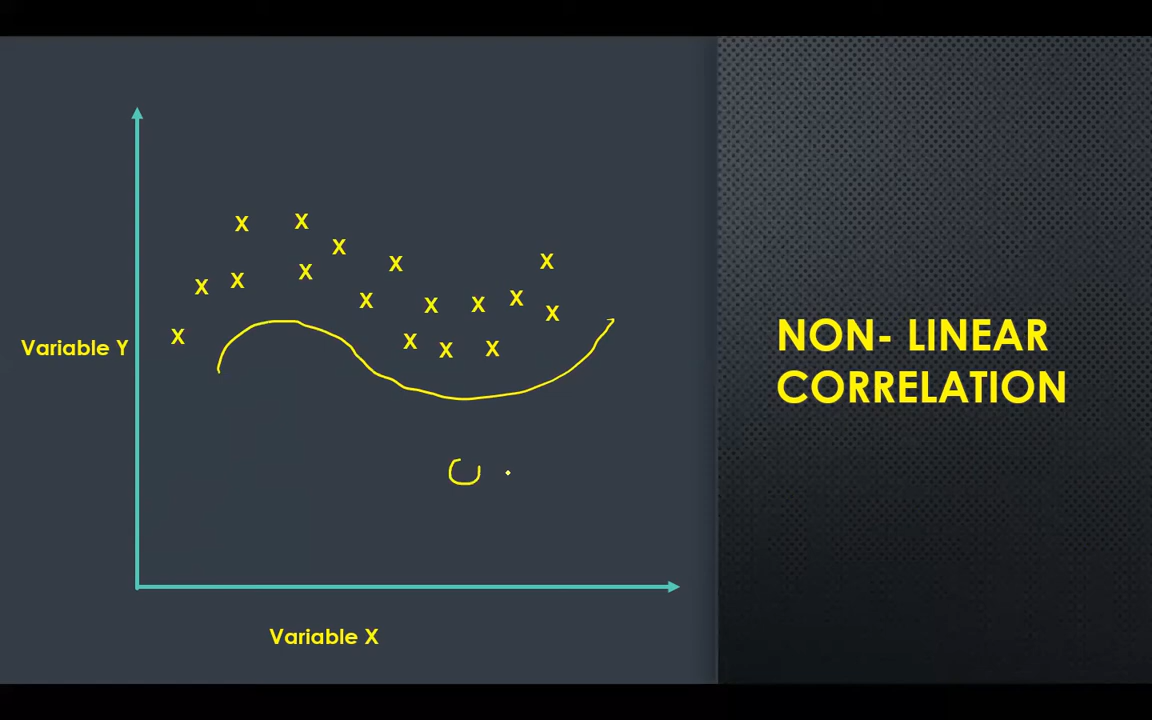 Variable Y
Variable X
NON- LINEAR
CORRELATION